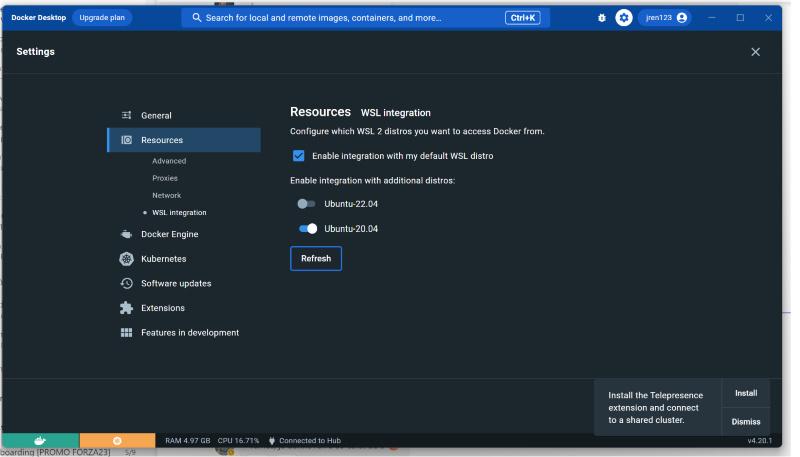 Docker Desktop
Upgrade plan
Search for local and remote images, containers, and more...
Ctrl+K
jren123
Settings
General
Resources
Advanced
Proxies
Network
WSL integration
Docker Engine
Kubernetes
Software updates
Extensions
Features in development
Resources WSL integration
Configure which WSL 2 distros you want to access Docker from.
Enable integration with my default WSL distro
Enable integration with additional distros:
Ubuntu-22.04
Ubuntu-20.04
Refresh
Install the Telepresence
extension and connect
to a shared cluster.
Install
Dismiss
RAM 4.97 GB CPU 16.71% Connected to Hub
v4.20.1
boarding [PROMO FORZA23] 5/9